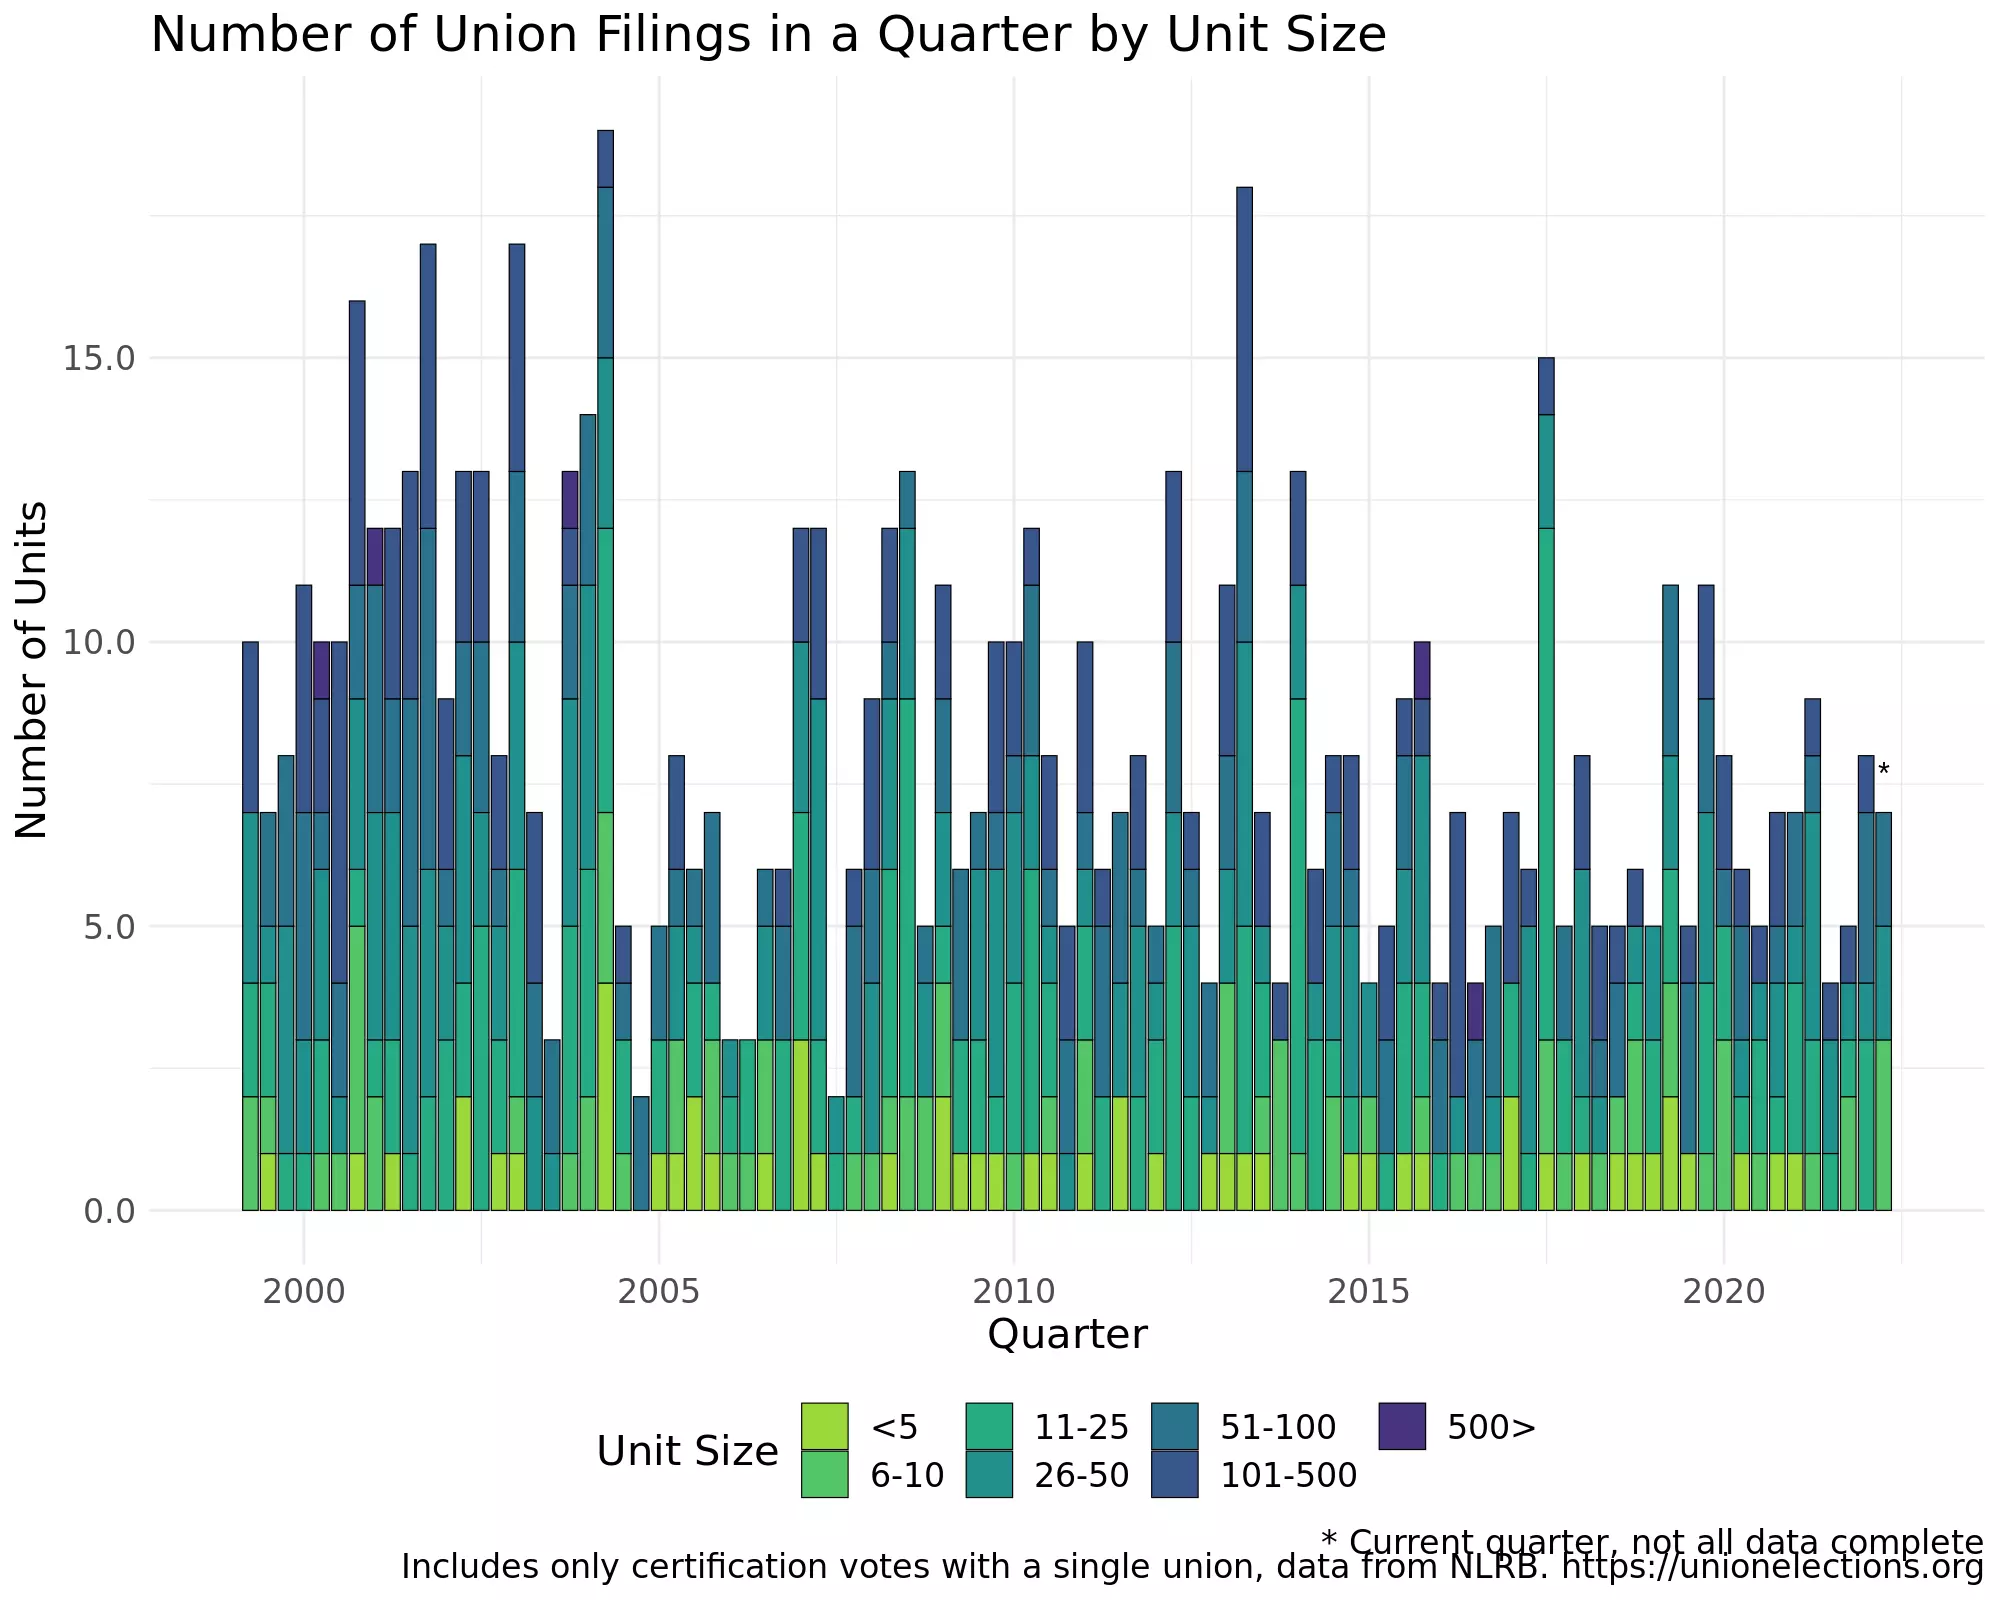 Number of Union Filings in a Quarter by Unit Size
Number of Units
15.0
10.0
5.0
0.0
*
2000 2005 2010 2015 2020
Quarter
Unit Size
<5 11-25 51-100 500>
6-10 26-50 101-500
* Current quarter, not all data complete
Includes only certification votes with a single union, data from NLRB. https://unionelections.org